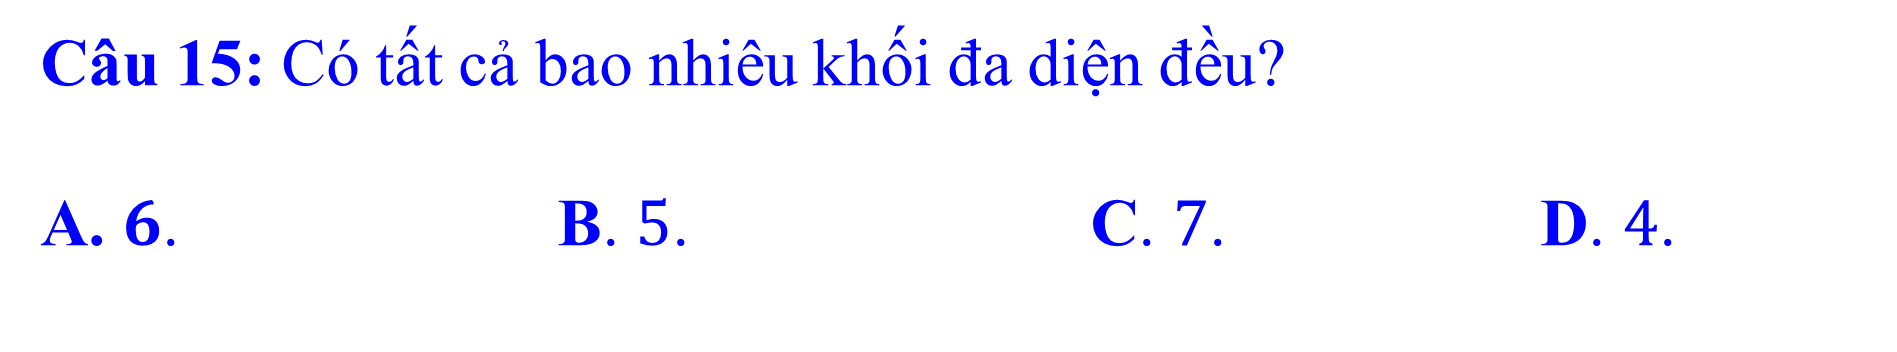 Câu 15: Có tất cả bao nhiêu khối đa diện đều?
A. 6. B. 5. C. 7. D. 4.